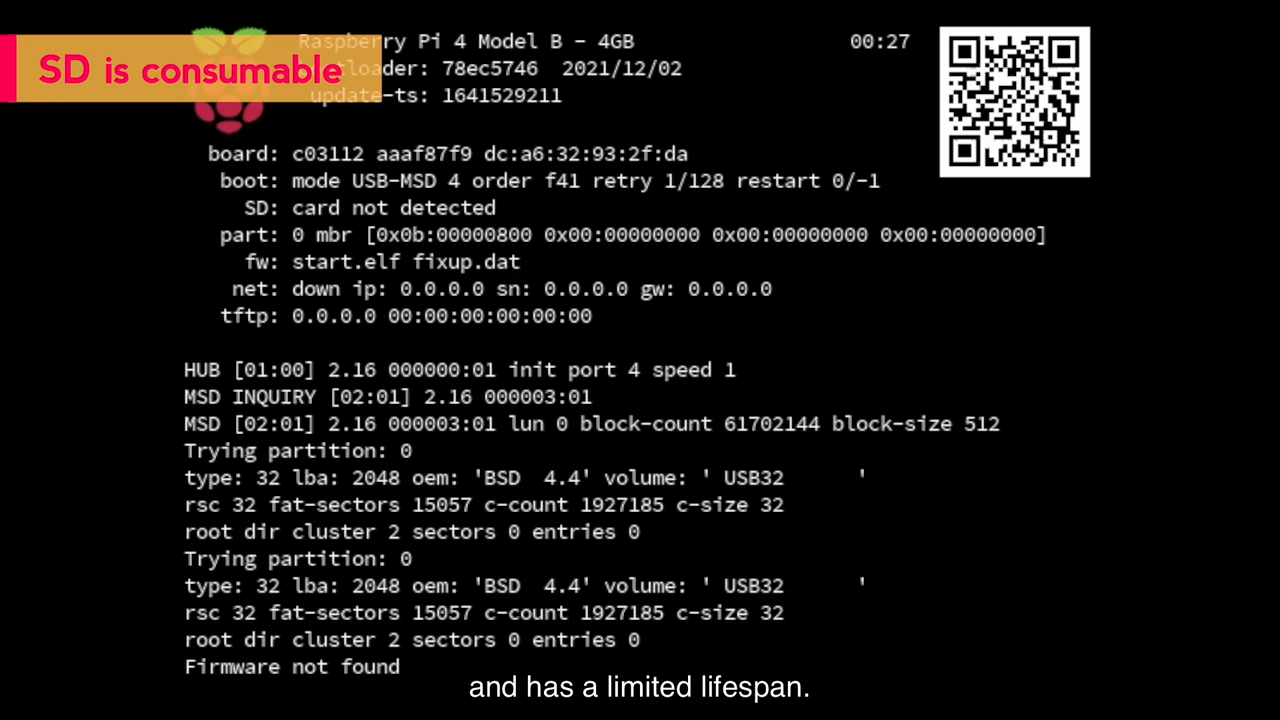 SD is consumable
Raspberry Pi 4 Model B - 4GB 00:27
tloader: 78ec5746 2021/12/02
update-ts: 1641529211
board: c03112 aaaf87f9 dc:a6:32:93:2f:da
boot: mode USB-MSD 4 order f41 retry 1/128 restart 0/-1
SD: card not detected
part: 0 mbr [0x0b:00000800 0x00:00000000 0x00:00000000 0x00:00000000]
fw: start.elf fixup.dat
net: down ip: 0.0.0.0 sn: 0.0.0.0 gw: 0.0.0.0
tftp: 0.0.0.0 00:00:00:00:00:00
HUB [01:00] 2.16 000000:01 init port 4 speed 1
MSD INQUIRY [02:01] 2.16 000003:01
MSD [02:01] 2.16 000003:01 lun 0 block-count 61702144 block-size 512
Trying partition: 0
type: 32 lba: 2048 oem: 'BSD  4.4' volume: ' USB32      '
rsc 32 fat-sectors 15057 c-count 1927185 c-size 32
root dir cluster 2 sectors 0 entries 0
Trying partition: 0
type: 32 lba: 2048 oem: 'BSD  4.4' volume: ' USB32      '
rsc 32 fat-sectors 15057 c-count 1927185 c-size 32
root dir cluster 2 sectors 0 entries 0
Firmware not found
and has a limited lifespan.